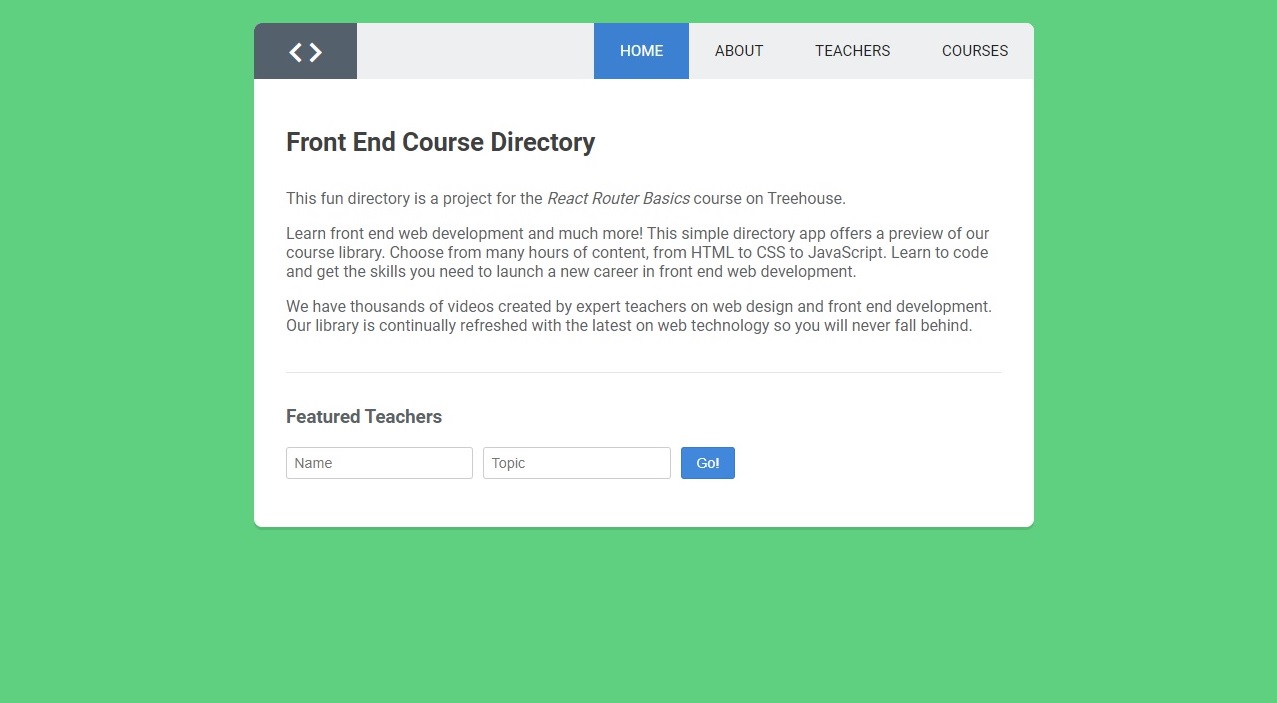 < >
HOME ABOUT TEACHERS COURSES
Front End Course Directory
This fun directory is a project for the React Router Basics course on Treehouse.
Learn front end web development and much more! This simple directory app offers a preview of our
course library. Choose from many hours of content, from HTML to CSS to JavaScript. Learn to code
and get the skills you need to launch a new career in front end web development.
We have thousands of videos created by expert teachers on web design and front end development.
Our library is continually refreshed with the latest on web technology so you will never fall behind.
Featured Teachers
Name Topic Go!